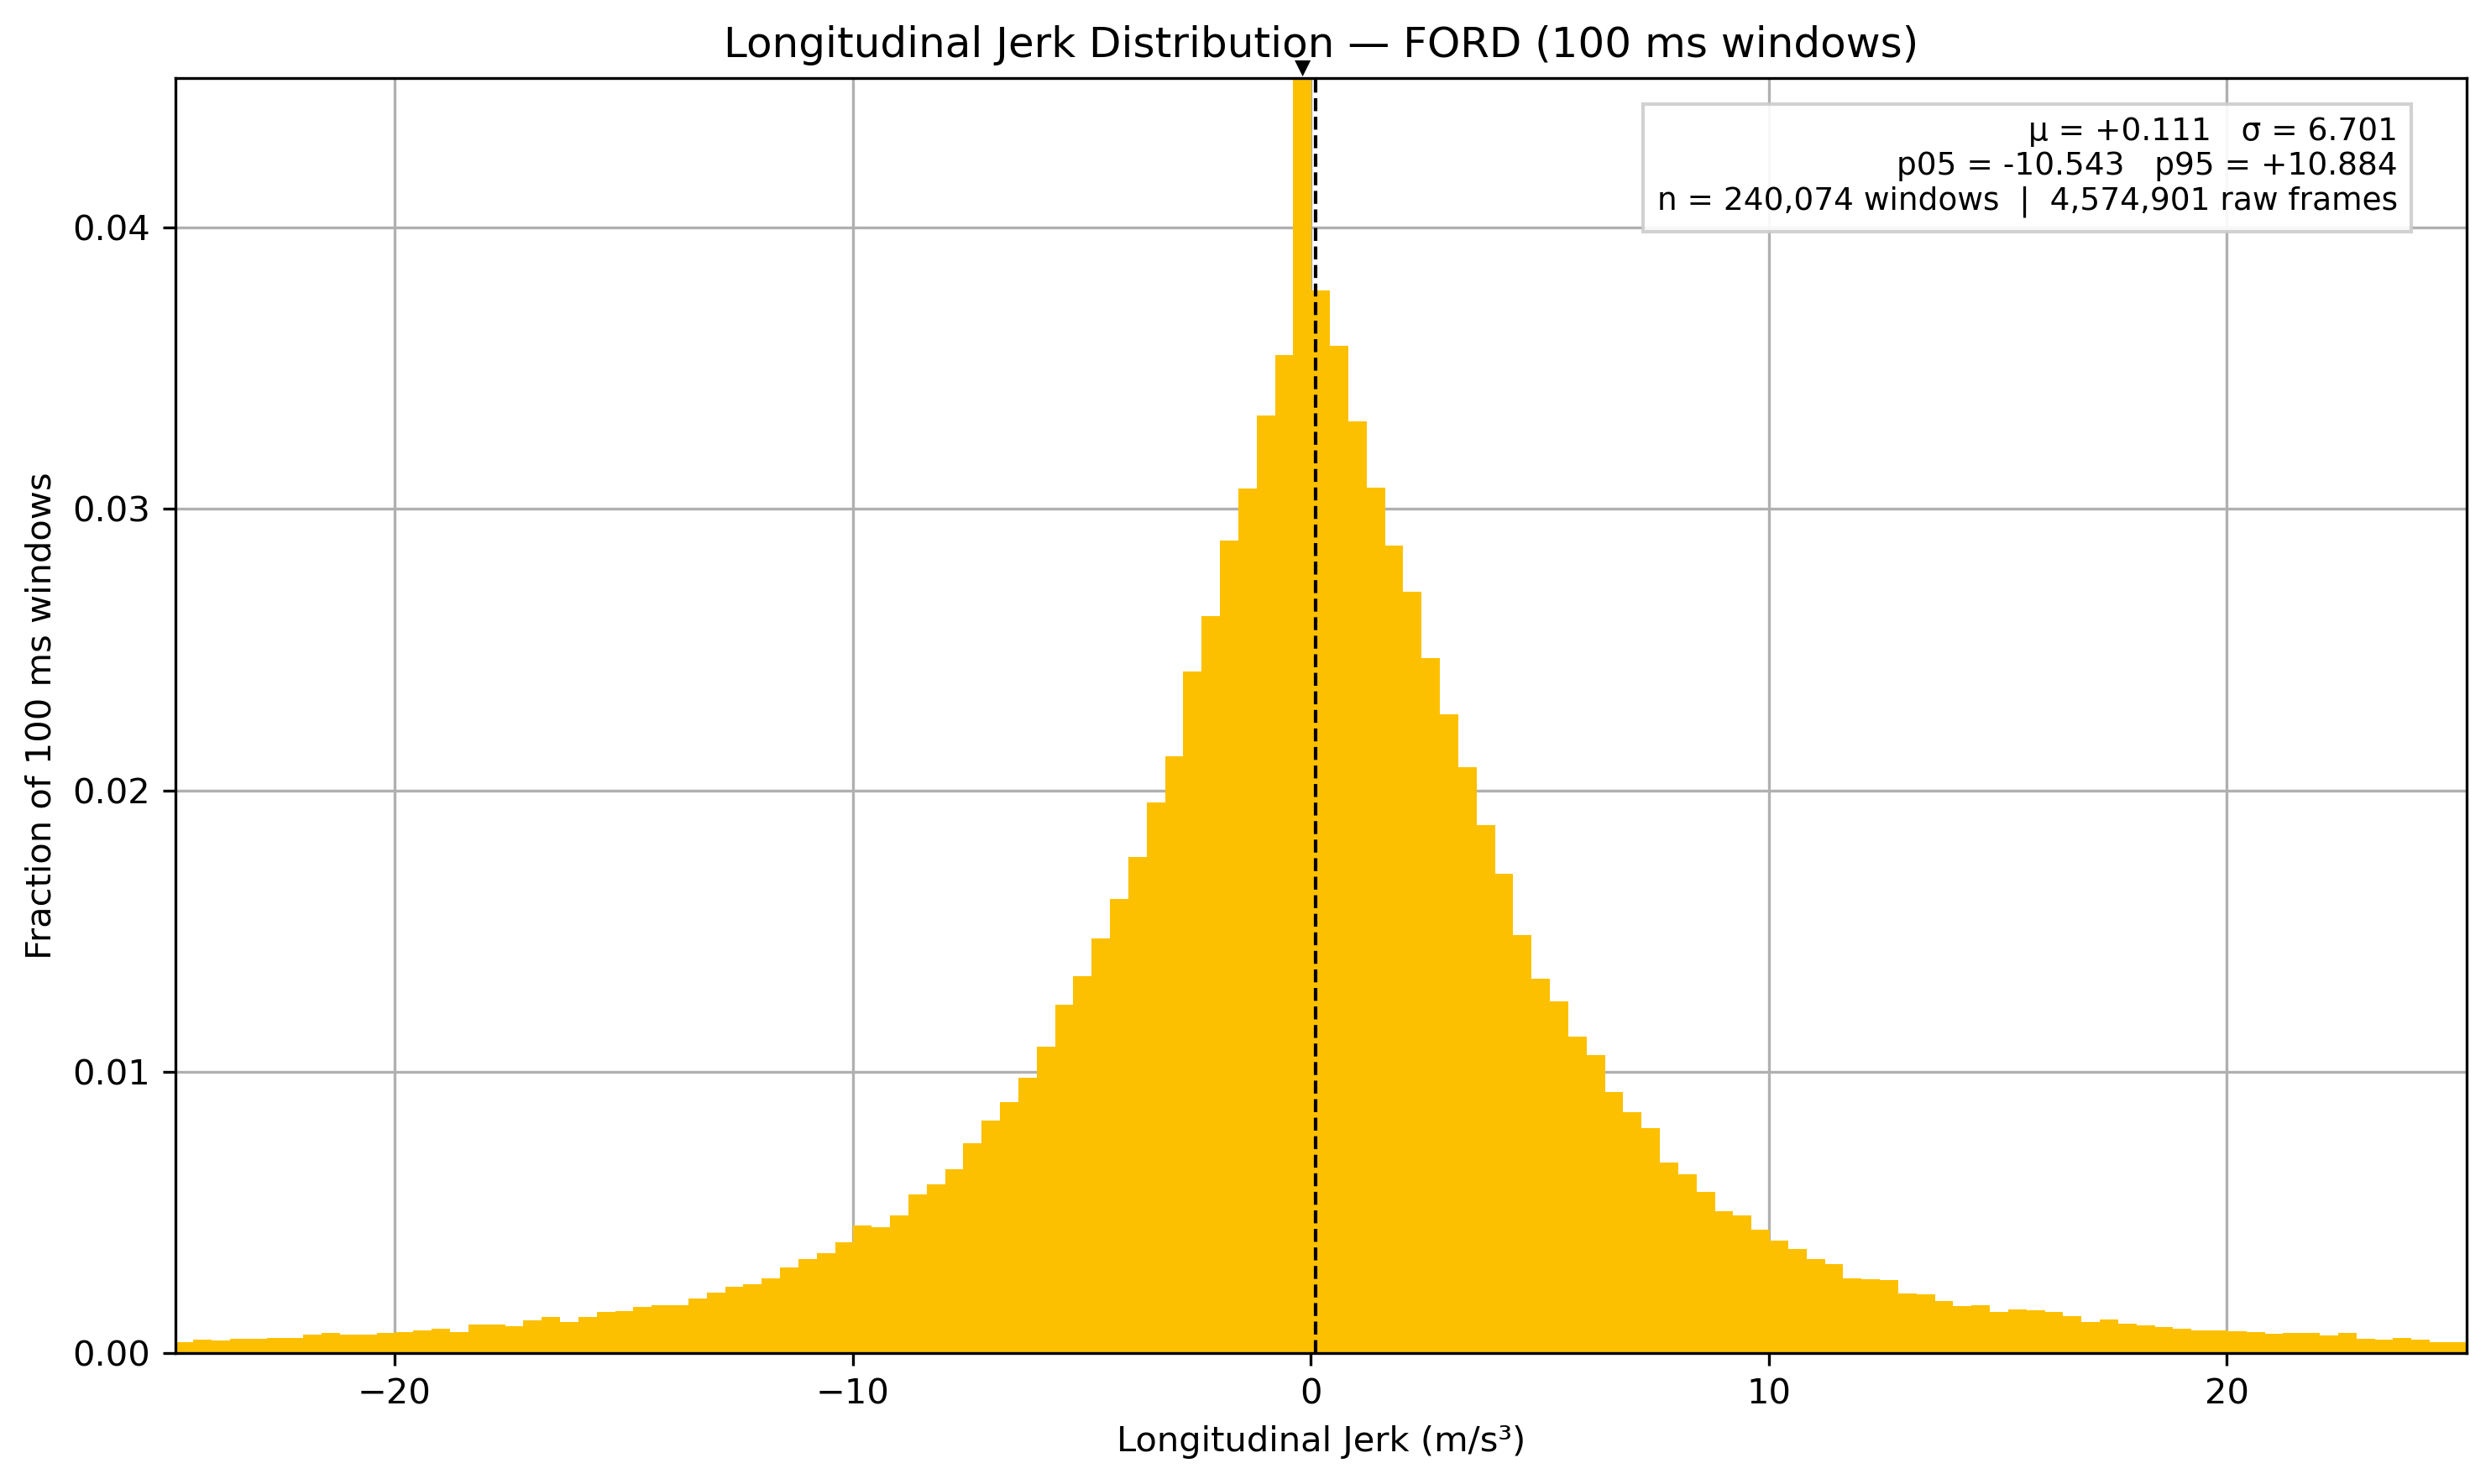 Longitudinal Jerk Distribution — FORD (100 ms windows)
μ = +0.111   σ = 6.701
p05 = -10.543   p95 = +10.884
n = 240,074 windows  |  4,574,901 raw frames
Fraction of 100 ms windows
0.04
0.03
0.02
0.01
0.00
−20
−10
0
10
20
Longitudinal Jerk (m/s³)